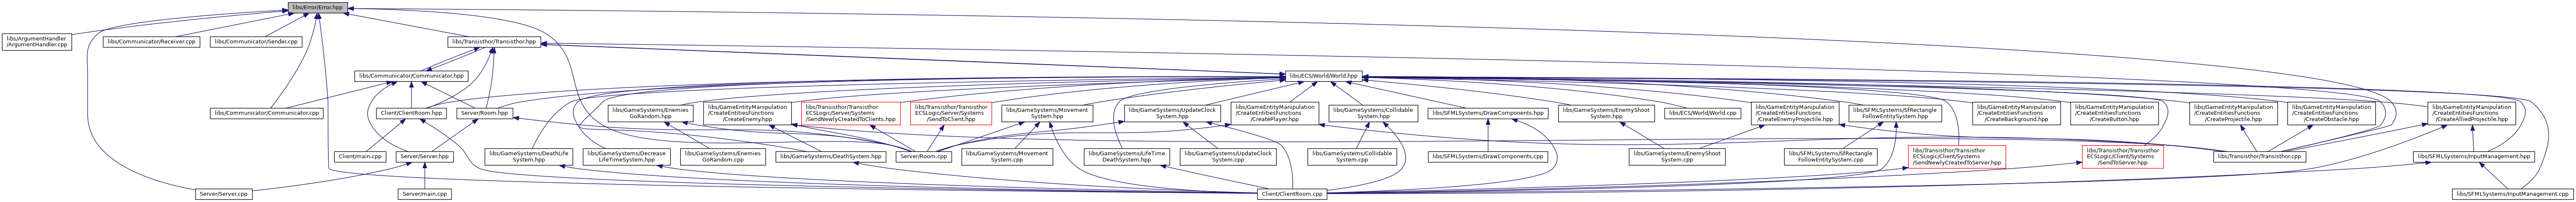 libs/Error/Error.hpp
libs/ArgumentHandler
/ArgumentHandler.cpp
libs/Communicator/Receiver.cpp
libs/Communicator/Sender.cpp
libs/Transisthor/Transisthor.hpp
libs/Communicator/Communicator.hpp
libs/ECS/World/World.hpp
libs/Communicator/Communicator.cpp
Client/ClientRoom.hpp
Server/Room.hpp
libs/GameSystems/Enemies
GoRandom.hpp
libs/GameEntityManipulation
/CreateEntitiesFunctions
/CreateEnemy.hpp
libs/Transisthor/Transisthor
ECSLogic/Server/Systems
/SendNewlyCreatedToClients.hpp
libs/Transisthor/Transisthor
ECSLogic/Server/Systems
/SendToClient.hpp
libs/GameSystems/Movement
System.hpp
libs/GameSystems/UpdateClock
System.hpp
libs/GameEntityManipulation
/CreateEntitiesFunctions
/CreatePlayer.hpp
libs/GameSystems/Collidable
System.hpp
libs/SFMLSystems/DrawComponents.hpp
libs/GameSystems/EnemyShoot
System.hpp
libs/ECS/World/World.cpp
libs/GameEntityManipulation
/CreateEntitiesFunctions
/CreateEnemyProjectile.hpp
libs/SFMLSystems/SfRectangle
FollowEntitySystem.hpp
libs/GameEntityManipulation
/CreateEntitiesFunctions
/CreateBackground.hpp
libs/GameEntityManipulation
/CreateEntitiesFunctions
/CreateButton.hpp
libs/GameEntityManipulation
/CreateEntitiesFunctions
/CreateProjectile.hpp
libs/GameEntityManipulation
/CreateEntitiesFunctions
/CreateObstacle.hpp
libs/GameEntityManipulation
/CreateEntitiesFunctions
/CreateAlliedProjectile.hpp
Client/main.cpp
Server/Server.hpp
libs/GameSystems/DeathLife
System.hpp
libs/GameSystems/Decrease
LifeTimeSystem.hpp
libs/GameSystems/Enemies
GoRandom.cpp
libs/GameSystems/DeathSystem.hpp
Server/Room.cpp
libs/GameSystems/Movement
System.cpp
libs/GameSystems/LifeTime
DeathSystem.hpp
libs/GameSystems/UpdateClock
System.cpp
libs/GameSystems/Collidable
System.cpp
libs/SFMLSystems/DrawComponents.cpp
libs/GameSystems/EnemyShoot
System.cpp
libs/SFMLSystems/SfRectangle
FollowEntitySystem.cpp
libs/Transisthor/Transisthor
ECSLogic/Client/Systems
/SendNewlyCreatedToServer.hpp
libs/Transisthor/Transisthor
ECSLogic/Client/Systems
/SendToServer.hpp
libs/Transisthor/Transisthor.cpp
libs/SFMLSystems/InputManagement.hpp
Server/Server.cpp
Server/main.cpp
Client/ClientRoom.cpp
libs/SFMLSystems/InputManagement.cpp